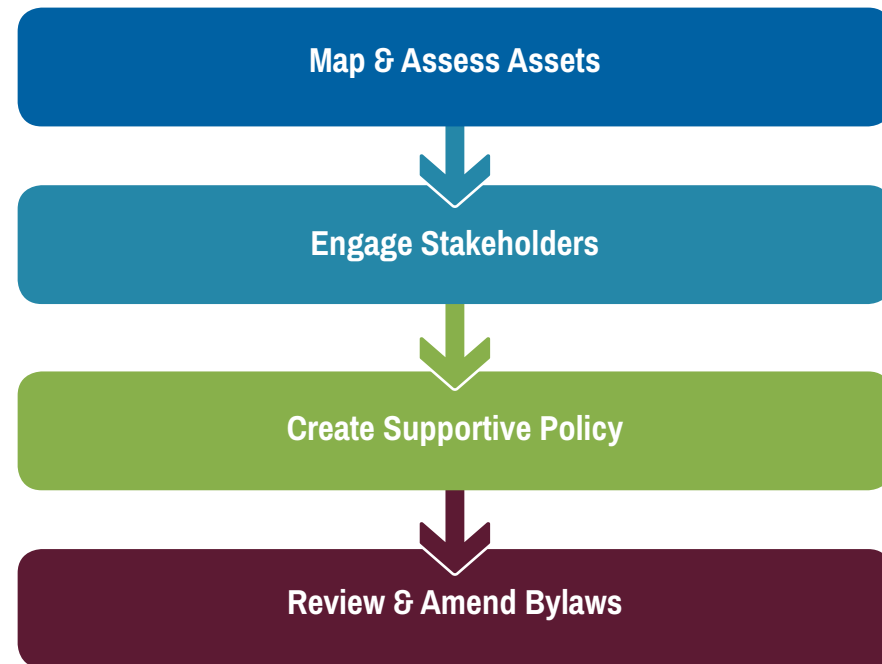 Map & Assess Assets
Engage Stakeholders
Create Supportive Policy
Review & Amend Bylaws